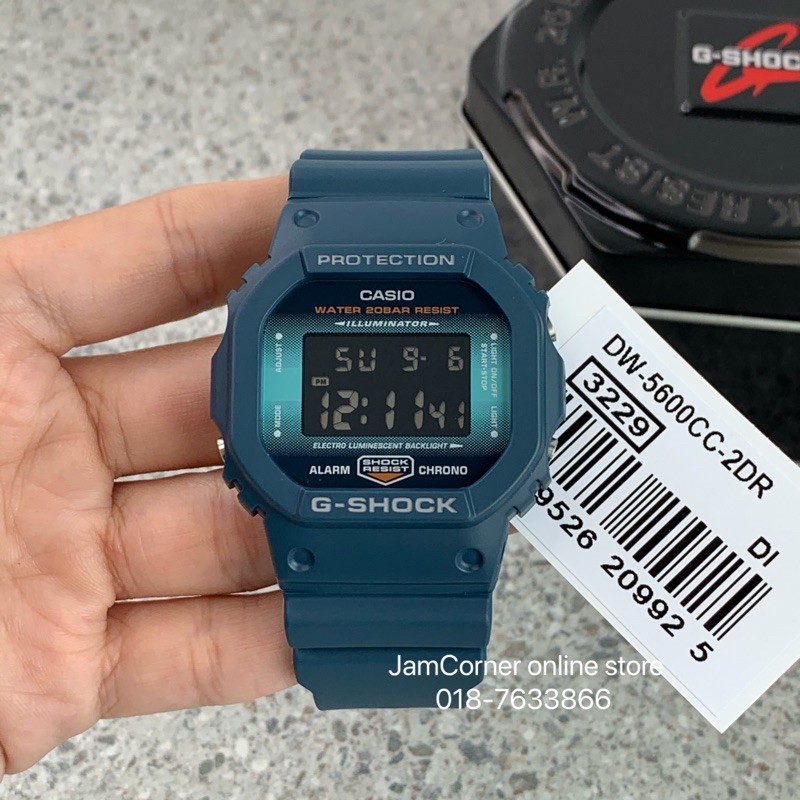 G-SHOCK
RESIST
PROTECTION
CASIO
WATER 20BAR RESIST
ILLUMINATOR
ADJUST
MODE
LIGHT ON/OFF
START·STOP
LIGHT
SU 9- 6
PM
12:11 41
ELECTRO LUMINESCENT BACKLIGHT
ALARM
SHOCK
RESIST
CHRONO
G-SHOCK
DW-5600CC-2DR
3229
DI
9526 20992 5
JamCorner online store
018-7633866